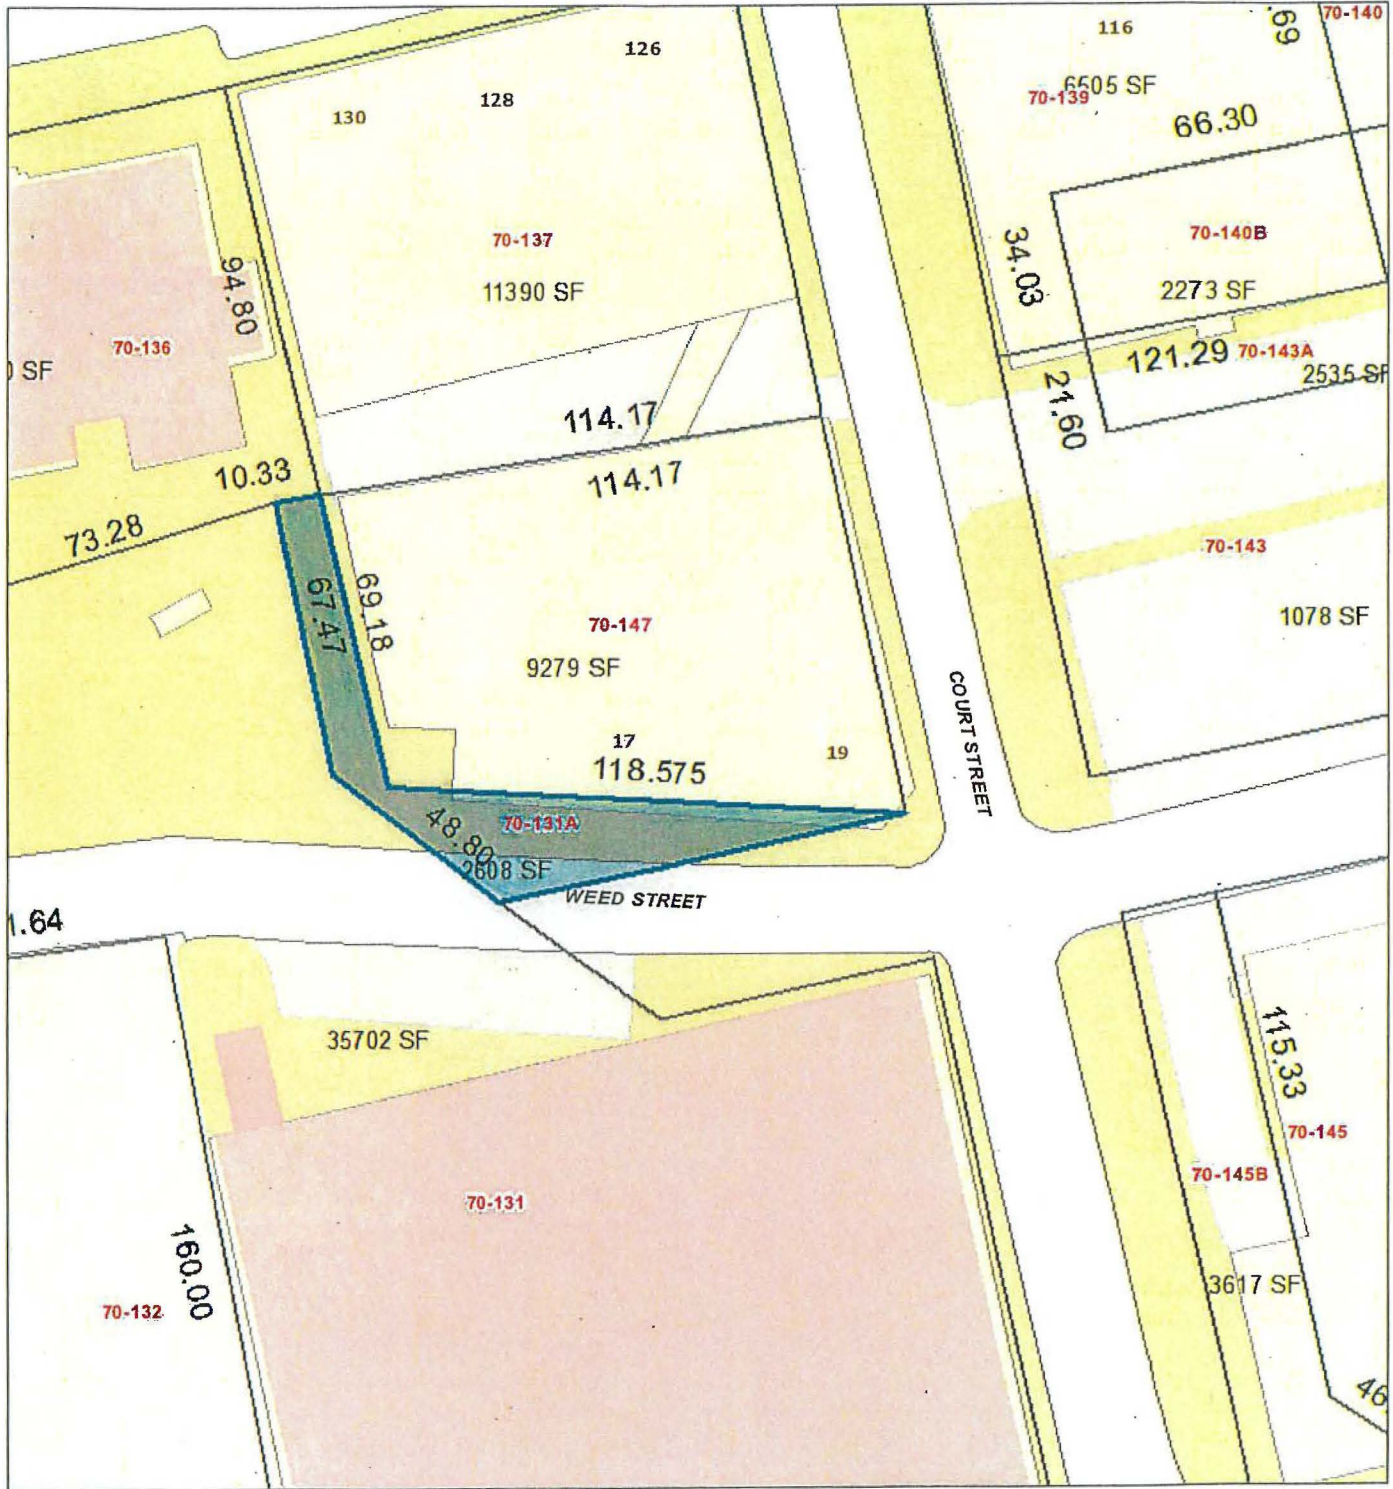 .69
70-140
116
126
6505 SF
70-139
128
130
66.30
34.03
70-140B
70-137
2273 SF
11390 SF
94.80
70-136
121.29
70-143A
2535 SF
0 SF
21.60
114.17
10.33
114.17
73.28
70-143
67.47
69.18
1078 SF
70-147
9279 SF
COURT STREET
17
19
118.575
48.80
70-131A
2608 SF
WEED STREET
1.64
35702 SF
115.33
70-145
70-145B
70-131
160.00
3617 SF
70-132
46.